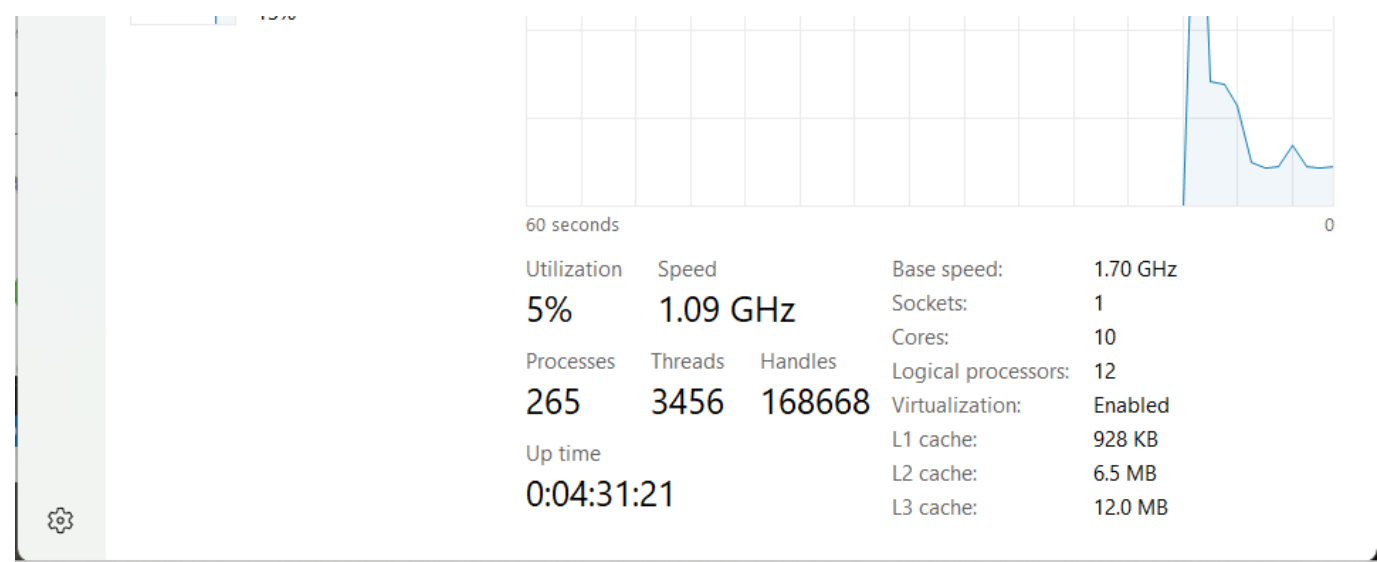 60 seconds 0
Utilization Speed
5% 1.09 GHz
Processes Threads Handles
265 3456 168668
Up time
0:04:31:21
Base speed: 1.70 GHz
Sockets: 1
Cores: 10
Logical processors: 12
Virtualization: Enabled
L1 cache: 928 KB
L2 cache: 6.5 MB
L3 cache: 12.0 MB